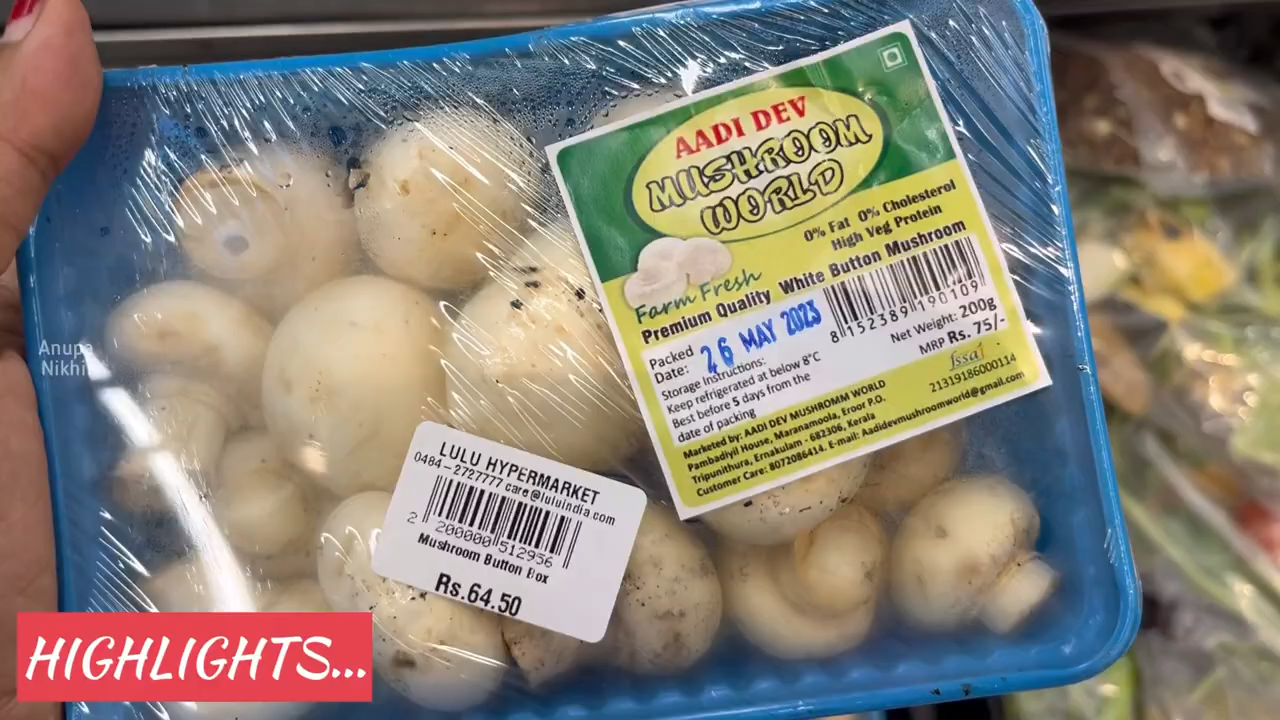 AADI DEV
MUSHROOM
WORLD
0% Fat 0% Cholesterol
High Veg Protein
Farm Fresh
Premium Quality White Button Mushroom
Packed
Date: 26 MAY 2023
8 152389 190109
Net Weight: 200g
MRP Rs. 75/-
Storage Instructions:
Keep refrigerated at below 8°C
Best before 5 days from the
date of packing
fssai
21319186000114
Marketed by: AADI DEV MUSHROMM WORLD
Pambadiyil House, Maranamoola, Eroor P.O.
Tripunithura, Ernakulam - 682306, Kerala
Customer Care: 8072086414, E-mail: Aadidevmushroomworld@gmail.com
Anupa
Nikhi
LULU HYPERMARKET
0484-2727777 care@luluindia.com
2 200000 512956
Mushroom Button Box
Rs.64.50
HIGHLIGHTS...